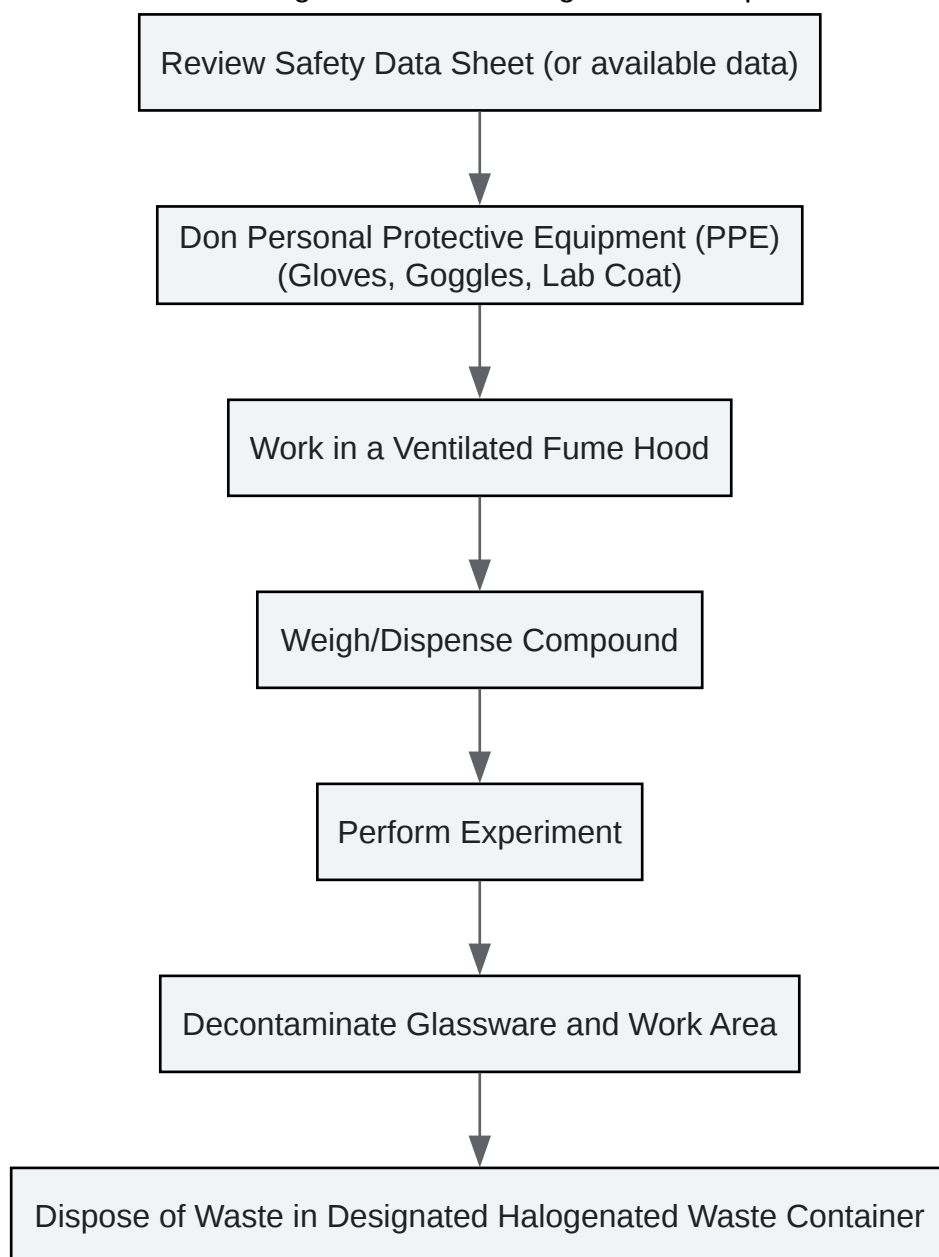 Review Safety Data Sheet (or available data)
Don Personal Protective Equipment (PPE)
(Gloves, Goggles, Lab Coat)
Work in a Ventilated Fume Hood
Weigh/Dispense Compound
Perform Experiment
Decontaminate Glassware and Work Area
Dispose of Waste in Designated Halogenated Waste Container